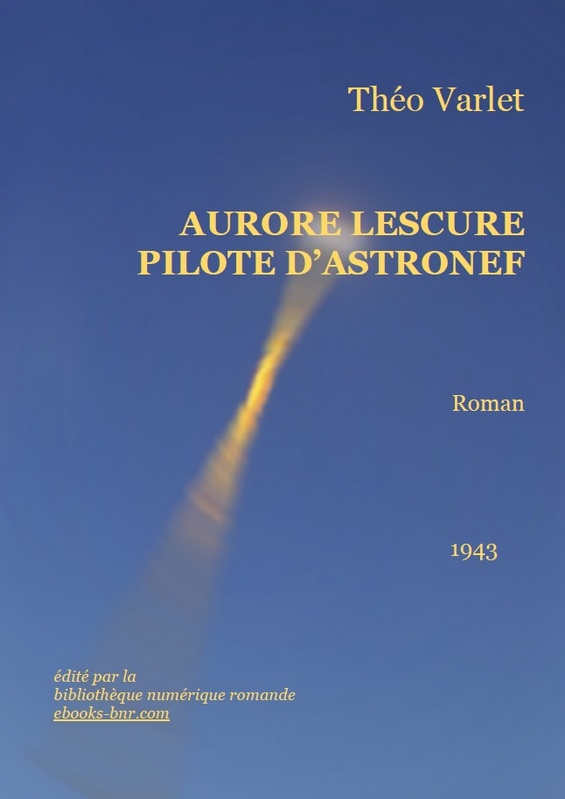 Théo Varlet
AURORE LESCURE
PILOTE D’ASTRONEF
Roman
1943
édité par la
bibliothèque numérique romande
ebooks-bnr.com